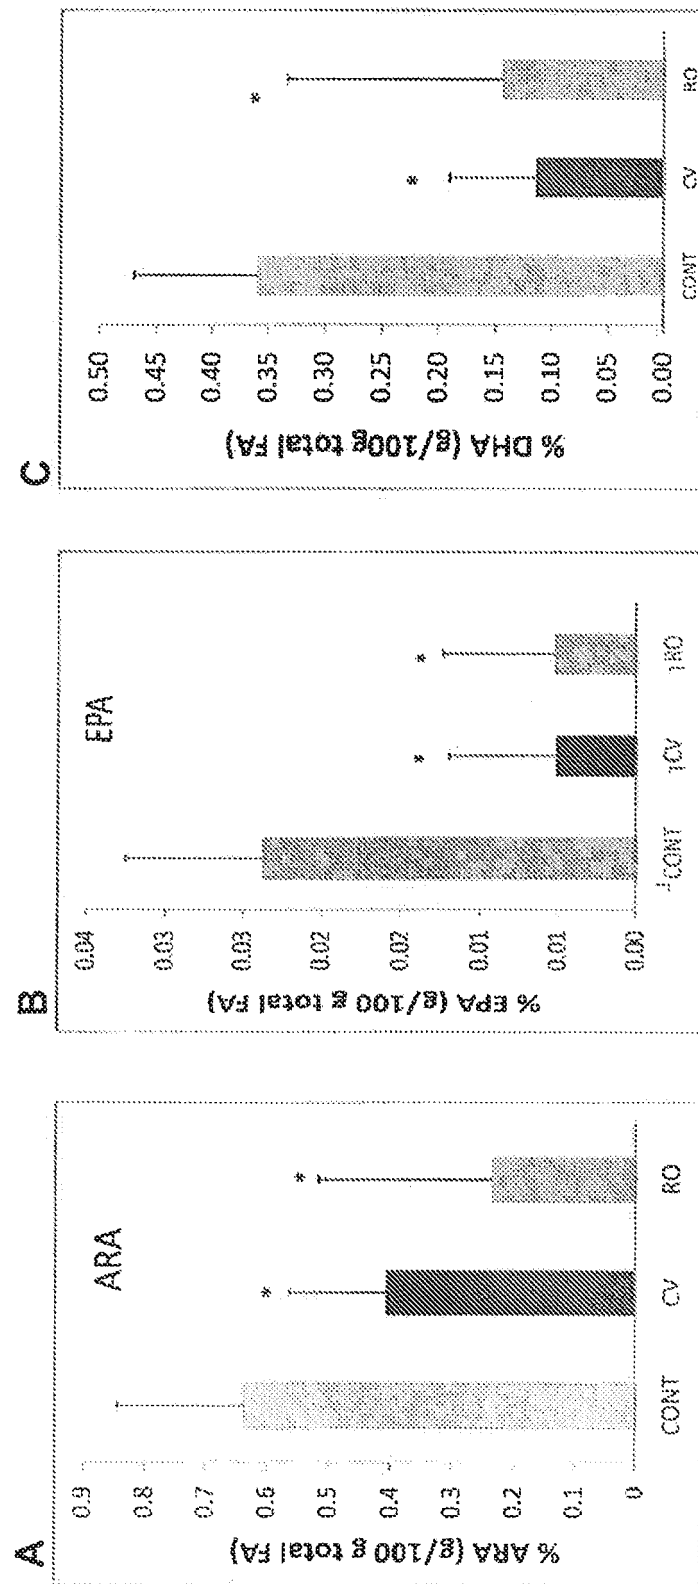 A
ARA
% ARA (g/100 g total FA)
0.9
0.8
0.7
0.6
0.5
0.4
0.3
0.2
0.1
0
*
*
CONT
CV
RO
B
EPA
% EPA (g/100 g total FA)
0.04
0.03
0.03
0.02
0.02
0.01
0.01
0.00
*
*
CONT
CV
RO
C
% DHA (g/100g total FA)
0.50
0.45
0.40
0.35
0.30
0.25
0.20
0.15
0.10
0.05
0.00
*
*
CONT
CV
RO